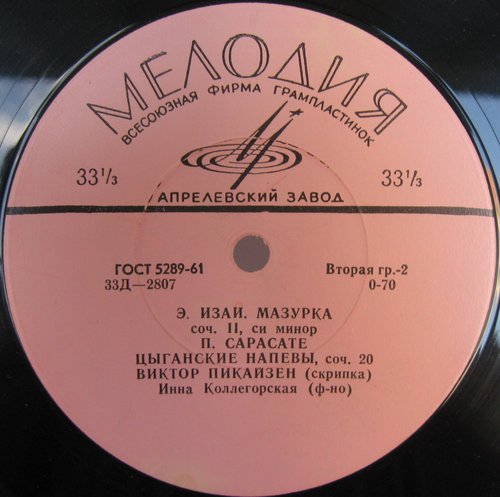 МЕЛОДИЯ
ВСЕСОЮЗНАЯ ФИРМА ГРАМПЛАСТИНОК
33⅓ 33⅓
АПРЕЛЕВСКИЙ ЗАВОД
ГОСТ 5289-61 Вторая гр.-2
33Д—2807 0-70
Э. ИЗАИ. МАЗУРКА
соч. II, си минор
П. САРАСАТЕ
ЦЫГАНСКИЕ НАПЕВЫ, соч. 20
ВИКТОР ПИКАЙЗЕН (скрипка)
Инна Коллегорская (ф-но)